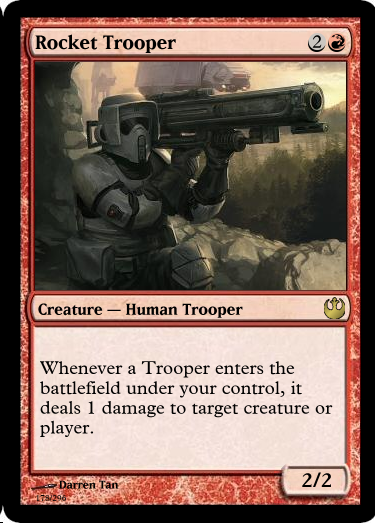 Rocket Trooper 2
Creature — Human Trooper
Whenever a Trooper enters the
battlefield under your control, it
deals 1 damage to target creature or
player.
2/2
Darren Tan